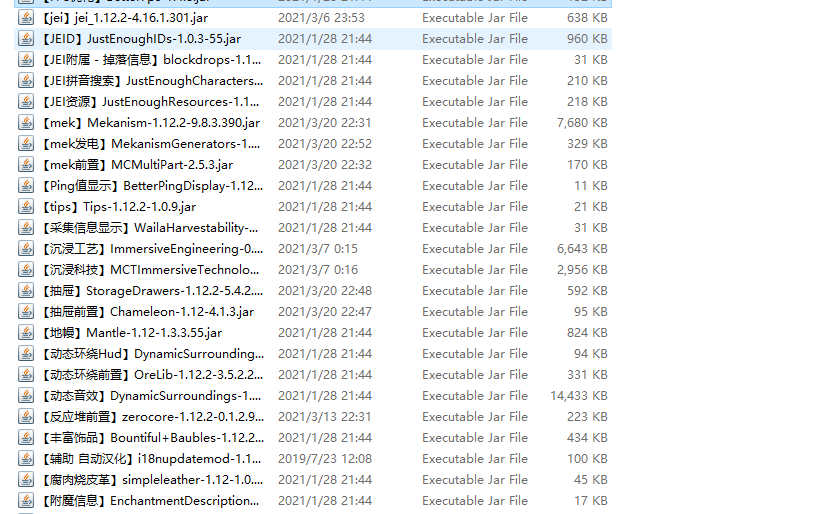 【jei】jei_1.12.2-4.16.1.301.jar 2021/3/6 23:53 Executable Jar File 638 KB
【JEID】JustEnoughIDs-1.0.3-55.jar 2021/1/28 21:44 Executable Jar File 960 KB
【JEI附属 - 掉落信息】blockdrops-1.1... 2021/1/28 21:44 Executable Jar File 31 KB
【JEI拼音搜索】JustEnoughCharacters... 2021/1/28 21:44 Executable Jar File 210 KB
【JEI资源】JustEnoughResources-1.1... 2021/1/28 21:44 Executable Jar File 218 KB
【mek】Mekanism-1.12.2-9.8.3.390.jar 2021/3/20 22:31 Executable Jar File 7,680 KB
【mek发电】MekanismGenerators-1.... 2021/3/20 22:52 Executable Jar File 329 KB
【mek前置】MCMultiPart-2.5.3.jar 2021/3/20 22:32 Executable Jar File 170 KB
【Ping值显示】BetterPingDisplay-1.12... 2021/1/28 21:44 Executable Jar File 11 KB
【tips】Tips-1.12.2-1.0.9.jar 2021/1/28 21:44 Executable Jar File 21 KB
【采集信息显示】WailaHarvestability-... 2021/1/28 21:44 Executable Jar File 31 KB
【沉浸工艺】ImmersiveEngineering-0.... 2021/3/7 0:15 Executable Jar File 6,643 KB
【沉浸科技】MCTImmersiveTechnolo... 2021/3/7 0:16 Executable Jar File 2,956 KB
【抽屉】StorageDrawers-1.12.2-5.4.2.... 2021/3/20 22:48 Executable Jar File 592 KB
【抽屉前置】Chameleon-1.12-4.1.3.jar 2021/3/20 22:47 Executable Jar File 95 KB
【地幔】Mantle-1.12-1.3.3.55.jar 2021/1/28 21:44 Executable Jar File 824 KB
【动态环绕Hud】DynamicSurrounding... 2021/1/28 21:44 Executable Jar File 94 KB
【动态环绕前置】OreLib-1.12.2-3.5.2.2... 2021/1/28 21:44 Executable Jar File 331 KB
【动态音效】DynamicSurroundings-1.... 2021/1/28 21:44 Executable Jar File 14,433 KB
【反应堆前置】zerocore-1.12.2-0.1.2.9... 2021/3/13 22:31 Executable Jar File 223 KB
【丰富饰品】Bountiful+Baubles-1.12.2... 2021/1/28 21:44 Executable Jar File 434 KB
【辅助 自动汉化】i18nupdatemod-1.1... 2019/7/23 12:08 Executable Jar File 100 KB
【腐肉烧皮革】simpleleather-1.12-1.0.... 2021/1/28 21:44 Executable Jar File 45 KB
【附魔信息】EnchantmentDescription... 2021/1/28 21:44 Executable Jar File 17 KB